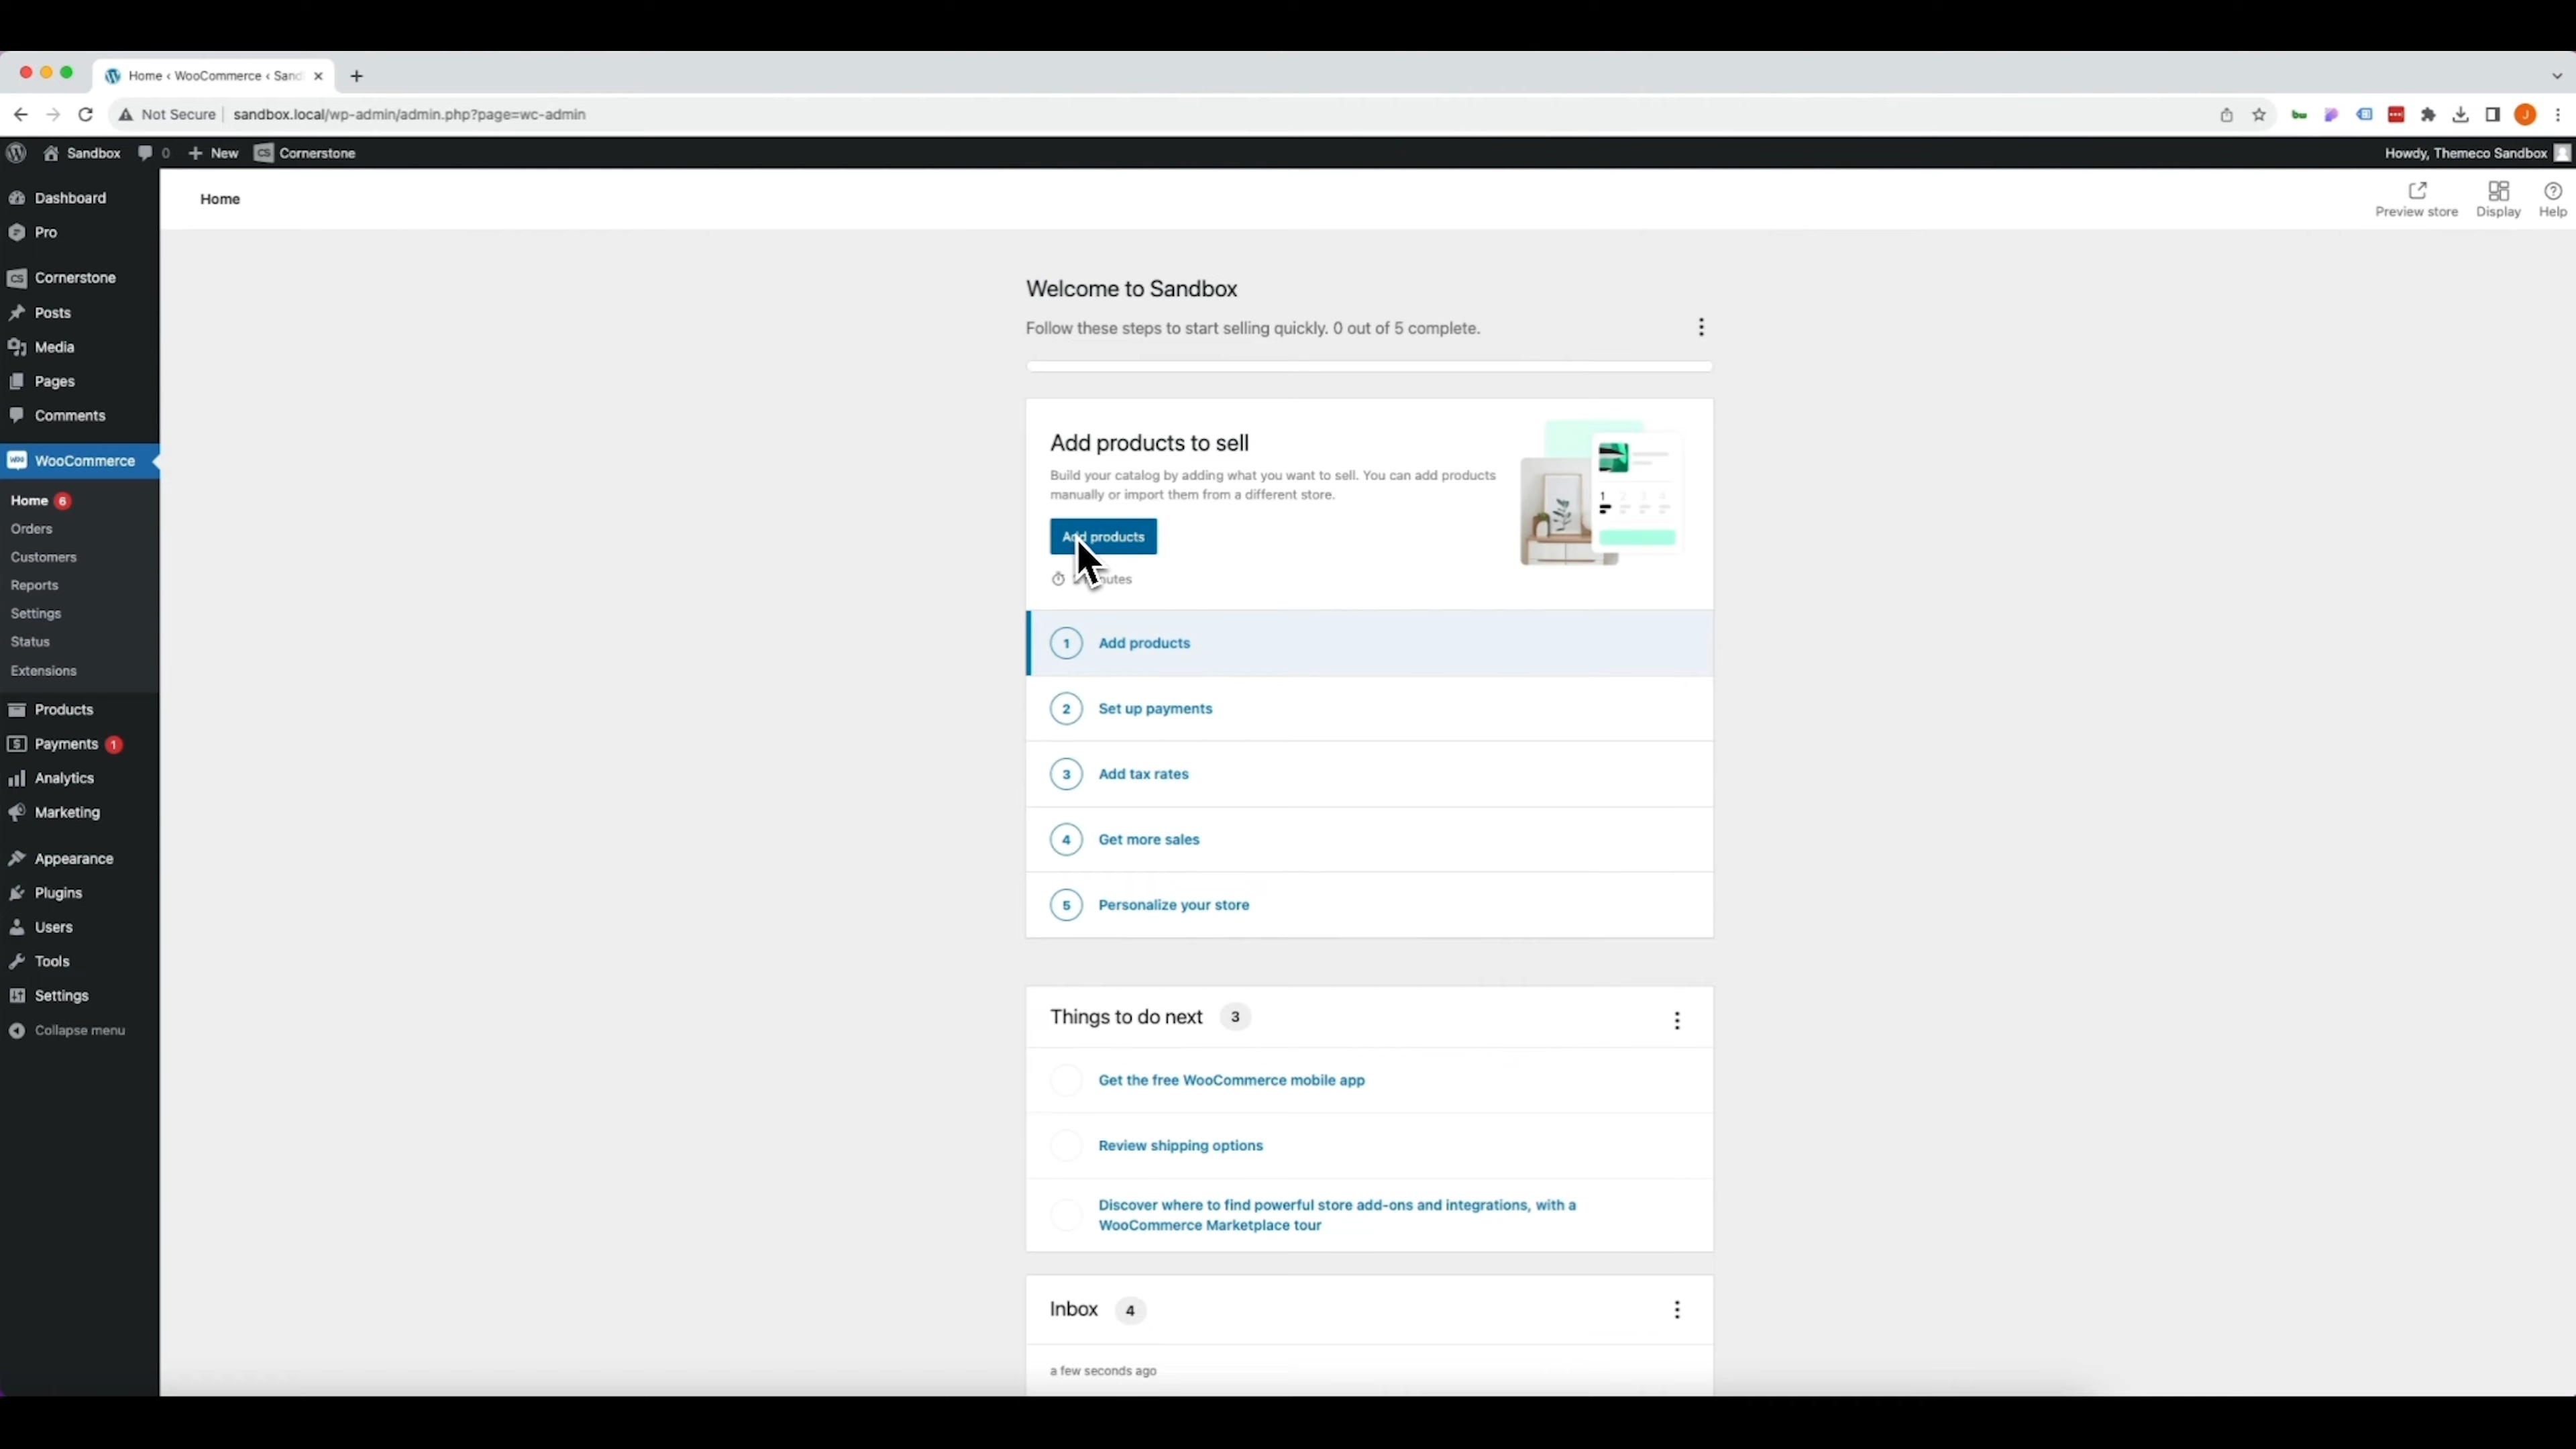 Home ‹ WooCommerce ‹ Sand
Not Secure
sandbox.local/wp-admin/admin.php?page=wc-admin
J
Sandbox
0
New
CS
Cornerstone
Howdy, Themeco Sandbox
Dashboard
Pro
CS
Cornerstone
Posts
Media
Pages
Comments
Woo
WooCommerce
Home 6
Orders
Customers
Reports
Settings
Status
Extensions
Products
Payments 1
Analytics
Marketing
Appearance
Plugins
Users
Tools
Settings
Collapse menu
Home
Preview store
Display
Help
Welcome to Sandbox
Follow these steps to start selling quickly. 0 out of 5 complete.
Add products to sell
Build your catalog by adding what you want to sell. You can add products
manually or import them from a different store.
1 2 3 4
Add products
1 Add products
2 Set up payments
3 Add tax rates
4 Get more sales
5 Personalize your store
Things to do next 3
Get the free WooCommerce mobile app
Review shipping options
Discover where to find powerful store add-ons and integrations, with a
WooCommerce Marketplace tour
Inbox 4
a few seconds ago